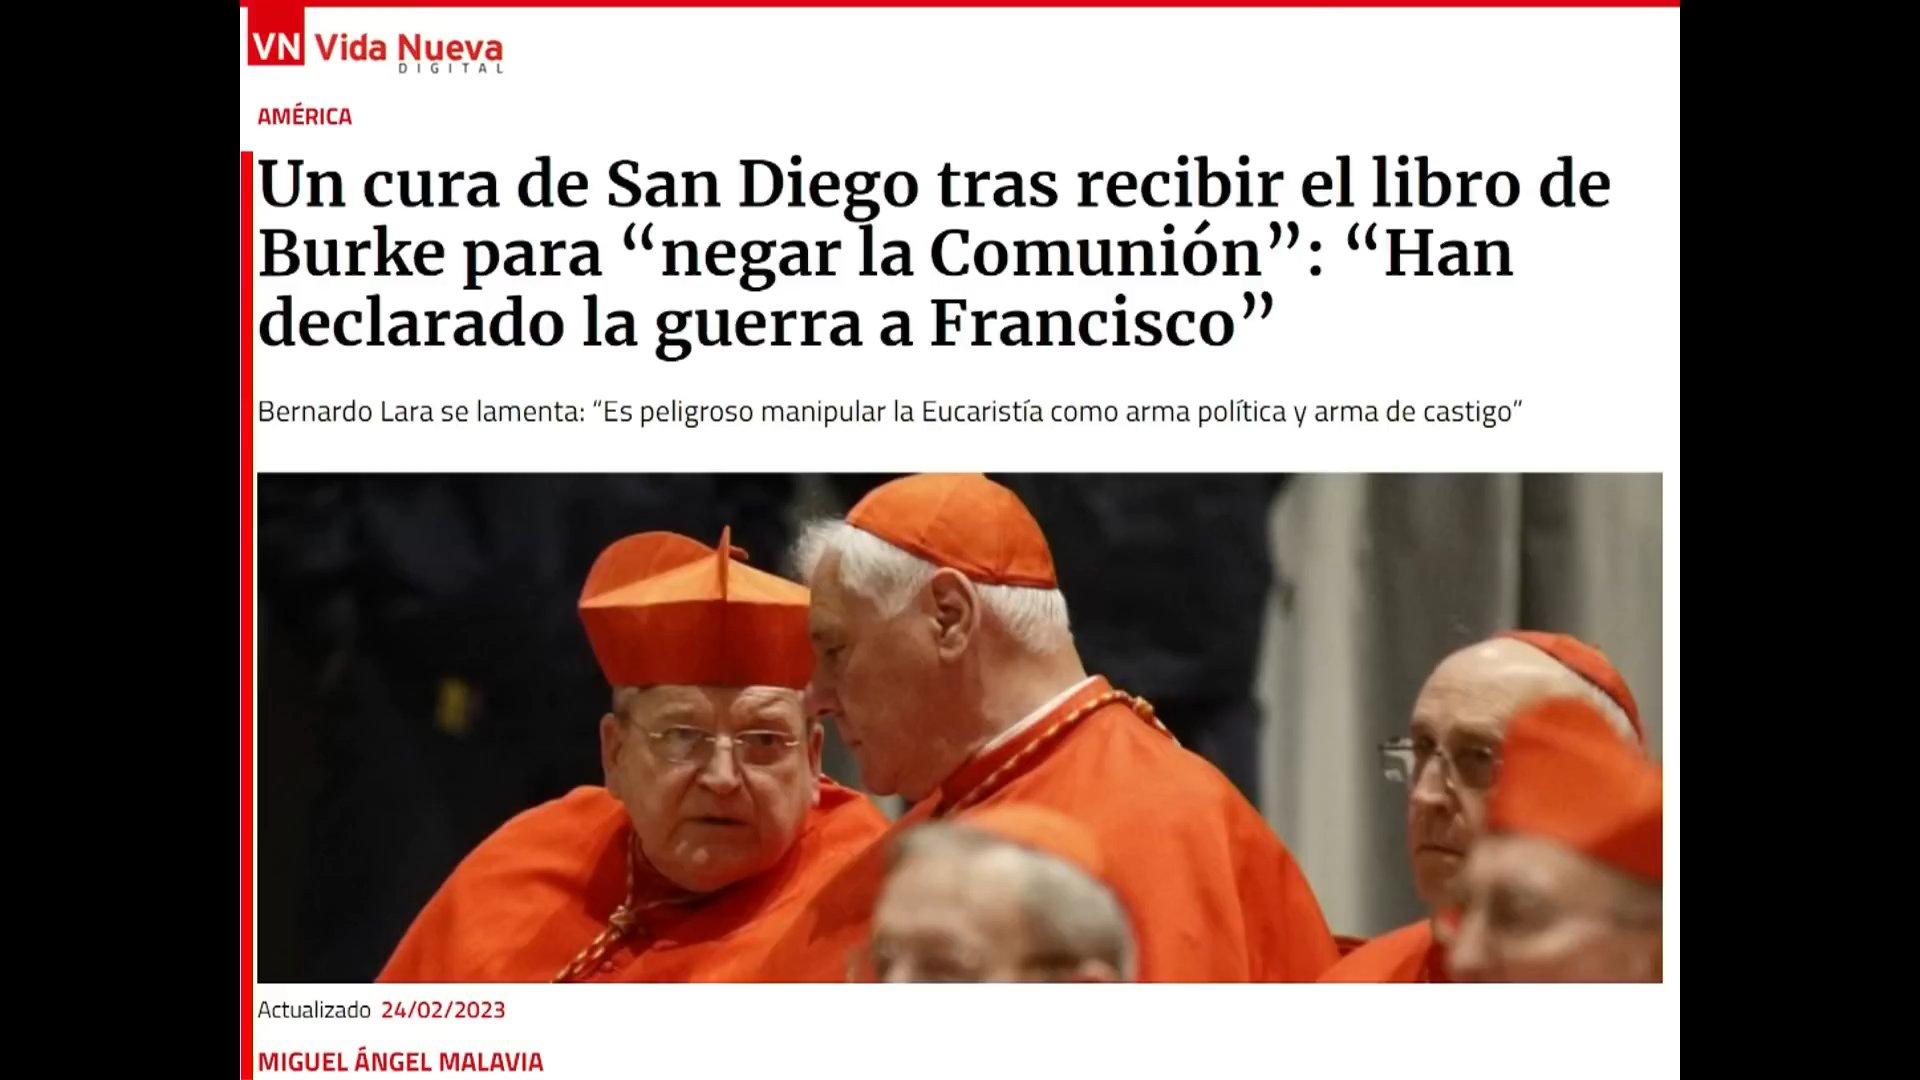 VN Vida Nueva
DIGITAL
AMÉRICA
Un cura de San Diego tras recibir el libro de
Burke para “negar la Comunión”: “Han
declarado la guerra a Francisco”
Bernardo Lara se lamenta: “Es peligroso manipular la Eucaristía como arma política y arma de castigo”
Actualizado 24/02/2023
MIGUEL ÁNGEL MALAVIA